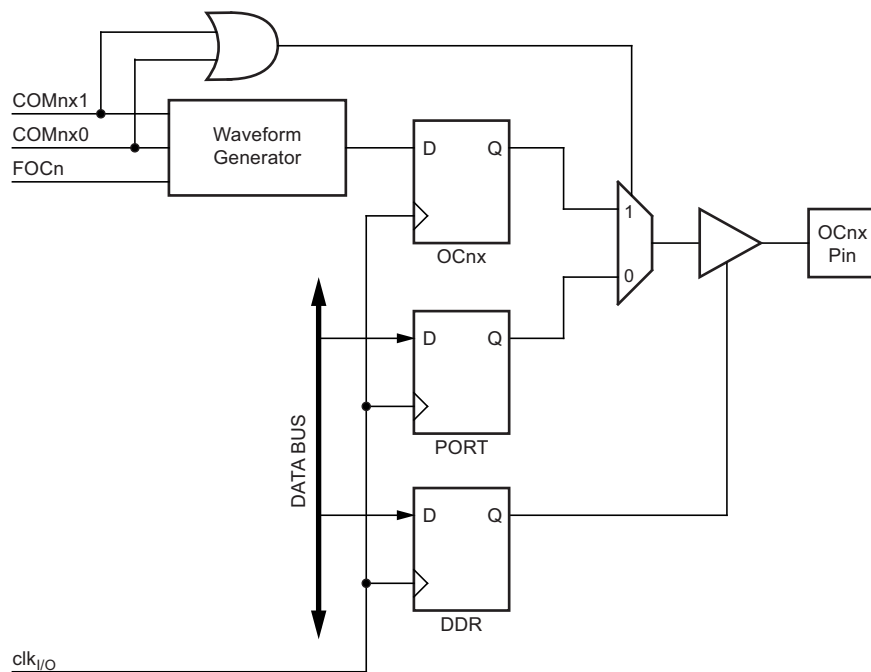 COMnx1
COMnx0
FOCn
Waveform
Generator
D
Q
OCnx
1
0
OCnx
Pin
D
Q
PORT
DATA BUS
D
Q
DDR
clkI/O